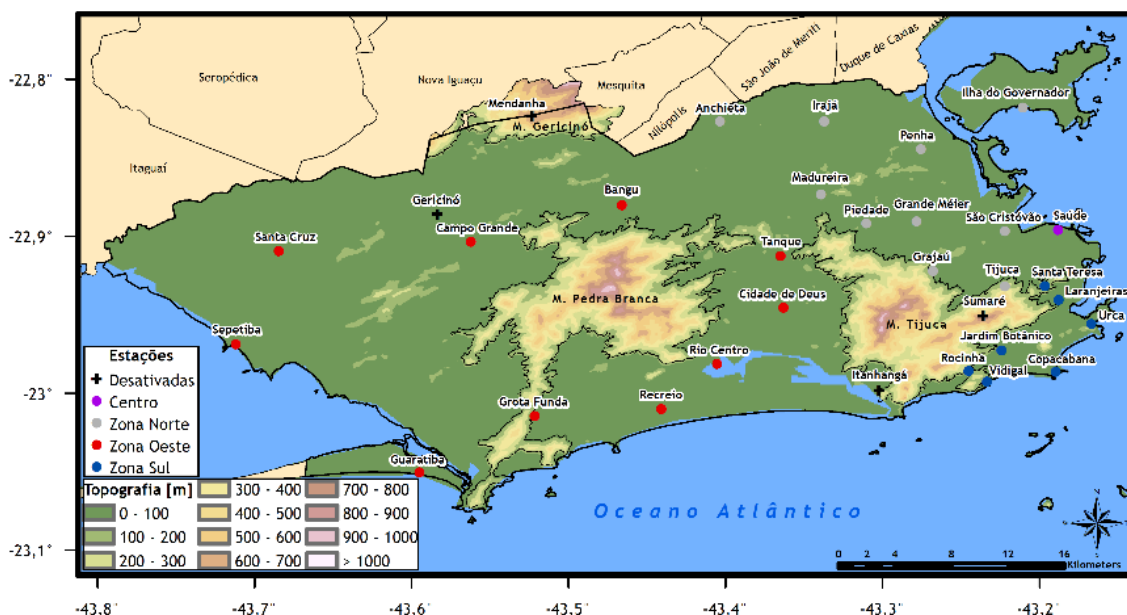 Seropédica
Nova Iguaçu
Mesquita
São João de Meriti
Duque de Caxias
Nilópolis
Itaguaí
-22,8°
-22,9°
-23°
-23,1°
Mendanha
M. Gericinó
Anchieta
Irajá
Ilha do Governador
Penha
Madureira
Bangu
Gericinó
Piedade
Grande Méier
São Cristóvão
Saúde
Campo Grande
Santa Cruz
Tanque
Grajaú
Tijuca
Santa Teresa
Laranjeiras
M. Pedra Branca
Cidade de Deus
Sumaré
Urca
M. Tijuca
Sepetiba
Jardim Botânico
Rio Centro
Rocinha
Copacabana
Vidigal
Itanhangá
Grota Funda
Recreio
Guaratiba
Oceano Atlântico
Estações
Desativadas
Centro
Zona Norte
Zona Oeste
Zona Sul
Topografia [m]
0 - 100
100 - 200
200 - 300
300 - 400
400 - 500
500 - 600
600 - 700
700 - 800
800 - 900
900 - 1000
> 1000
0 2 4 8 12 16
Kilometers
-43.8° -43.7° -43.6° -43.5° -43.4° -43.3° -43.2°